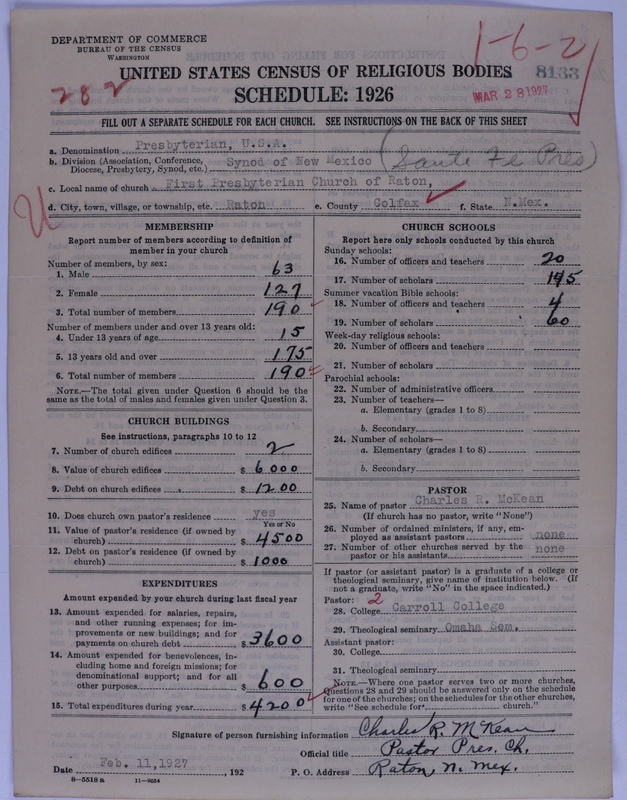 DEPARTMENT OF COMMERCE
BUREAU OF THE CENSUS
WASHINGTON
1-6-21
8133
282
MAR 28 1927
UNITED STATES CENSUS OF RELIGIOUS BODIES
SCHEDULE: 1926
FILL OUT A SEPARATE SCHEDULE FOR EACH CHURCH. SEE INSTRUCTIONS ON THE BACK OF THIS SHEET
a. Denomination Presbyterian, U.S.A.
b. Division (Association, Conference, Diocese, Presbytery, Synod, etc.) Synod of New Mexico (Sante Fe Pres)
c. Local name of church First Presbyterian Church of Raton,
d. City, town, village, or township, etc. Raton e. County Colfax f. State N.Mex.
U
MEMBERSHIP
Report number of members according to definition of
member in your church
Number of members, by sex:
1. Male 63
2. Female 127
3. Total number of members 190
Number of members under and over 13 years old:
4. Under 13 years of age 15
5. 13 years old and over 175
6. Total number of members 190
NOTE.—The total given under Question 6 should be
same as the total of males and females given under Question 3.
CHURCH BUILDINGS
See instructions, paragraphs 10 to 12
7. Number of church edifices 2
8. Value of church edifices $ 6000
9. Debt on church edifices $ 1200
10. Does church own pastor's residence yes
Yes or No
11. Value of pastor's residence (if owned by
church) $ 4500
12. Debt on pastor's residence (if owned by
church) $ 1000
EXPENDITURES
Amount expended by your church during last fiscal year
13. Amount expended for salaries, repairs,
and other running expenses; for im-
provements or new buildings; and for
payments on church debt $ 3600
14. Amount expended for benevolences, in-
cluding home and foreign missions; for
denominational support; and for all
other purposes $ 600
15. Total expenditures during year $ 4200
CHURCH SCHOOLS
Report here only schools conducted by this church
Sunday schools:
16. Number of officers and teachers 20
17. Number of scholars 145
Summer vacation Bible schools:
18. Number of officers and teachers 4
19. Number of scholars 60
Week-day religious schools:
20. Number of officers and teachers
21. Number of scholars
Parochial schools:
22. Number of administrative officers
23. Number of teachers—
a. Elementary (grades 1 to 8)
b. Secondary
24. Number of scholars—
a. Elementary (grades 1 to 8)
b. Secondary
PASTOR
25. Name of pastor Charles R. McKean
(If church has no pastor, write "None")
26. Number of ordained ministers, if any, em-
ployed as assistant pastors none
27. Number of other churches served by the
pastor or his assistants none
If pastor (or assistant pastor) is a graduate of a college or
theological seminary, give name of institution below. (If
not a graduate, write "No" in the space indicated.)
Pastor: 2
28. College Carroll College
29. Theological seminary Omaha Sem.
Assistant pastor:
30. College
31. Theological seminary
NOTE.—Where one pastor serves two or more churches,
Questions 28 and 29 should be answered only on the schedule
for one of the churches; on the schedules for the other churches,
write "See schedule for church."
Signature of person furnishing information Charles R. McKean
Official title Pastor Pres. Ch.
Date Feb. 11,1927 , 192 P. O. Address Raton, N. Mex.
8—5518 a 11—9054